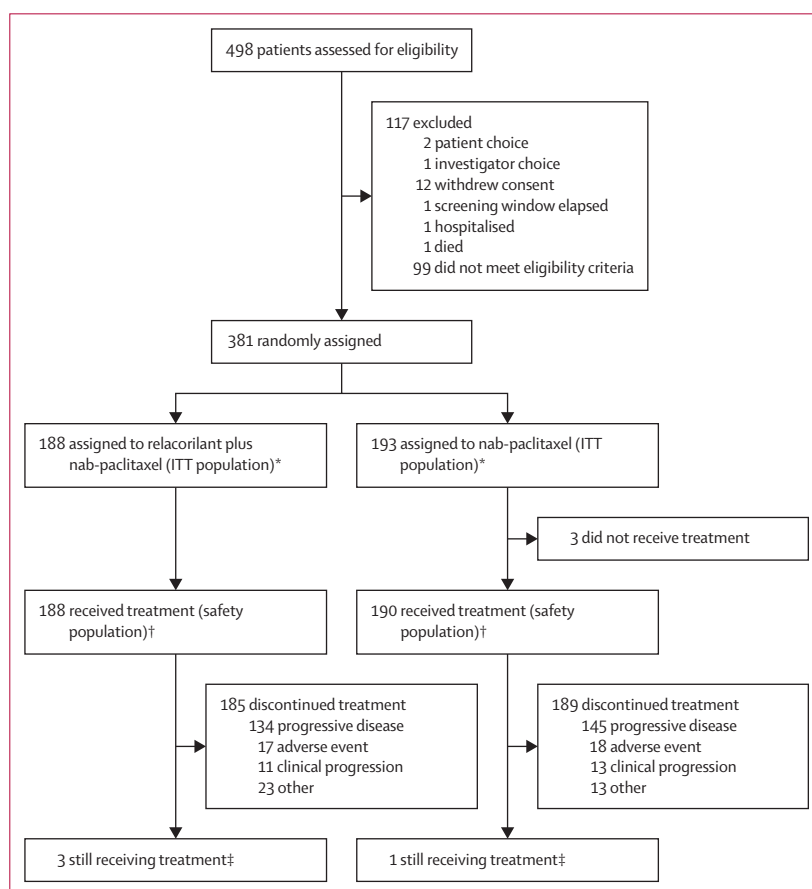 498 patients assessed for eligibility
117 excluded
2 patient choice
1 investigator choice
12 withdrew consent
1 screening window elapsed
1 hospitalised
1 died
99 did not meet eligibility criteria
381 randomly assigned
188 assigned to relacorilant plus
nab-paclitaxel (ITT population)*
193 assigned to nab-paclitaxel (ITT
population)*
3 did not receive treatment
188 received treatment (safety
population)†
190 received treatment (safety
population)†
185 discontinued treatment
134 progressive disease
17 adverse event
11 clinical progression
23 other
189 discontinued treatment
145 progressive disease
18 adverse event
13 clinical progression
13 other
3 still receiving treatment‡
1 still receiving treatment‡